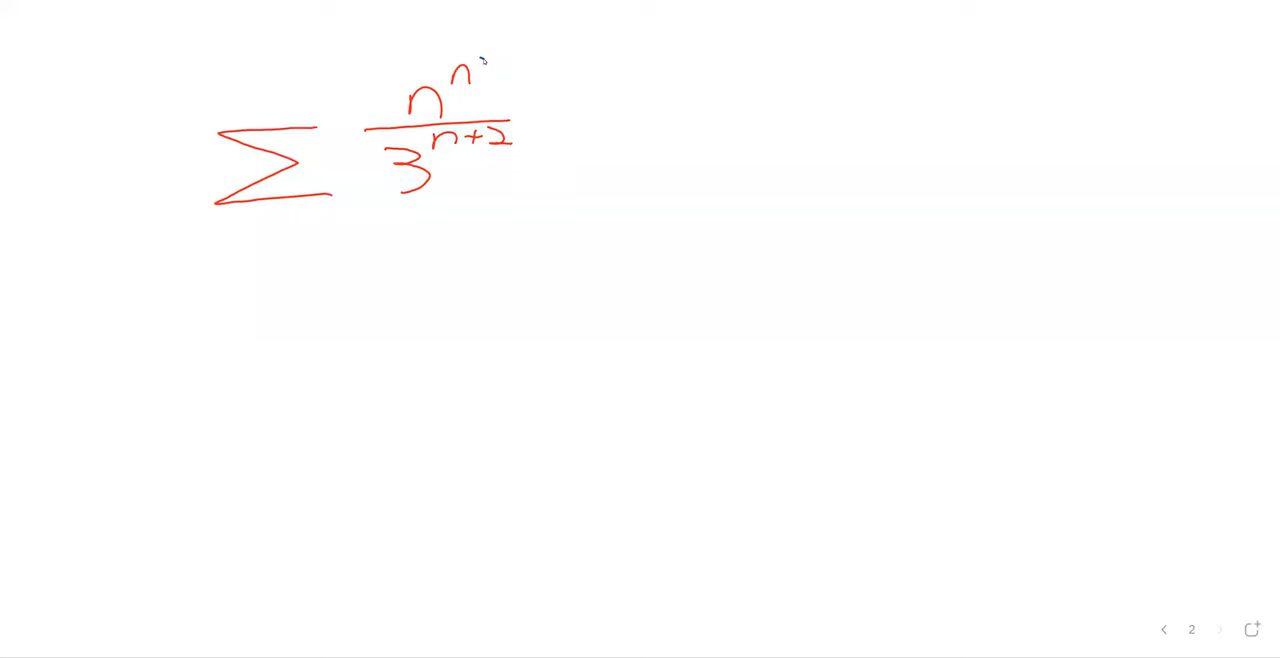 ∑ n^n / 3^(n+2)
2